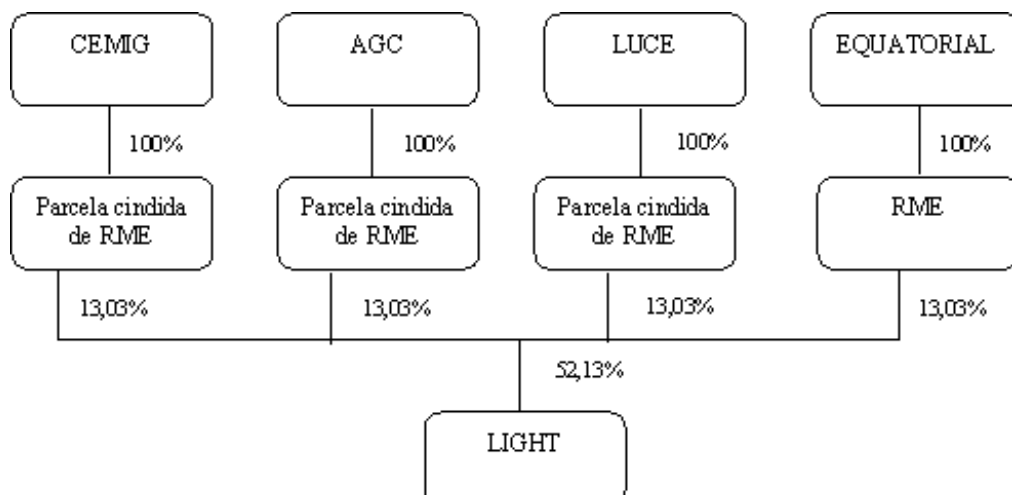 CEMIG
AGC
LUCE
EQUATORIAL
100%
100%
100%
100%
Parcela cindida
de RME
Parcela cindida
de RME
Parcela cindida
de RME
RME
13,03%
13,03%
13,03%
13,03%
52,13%
LIGHT